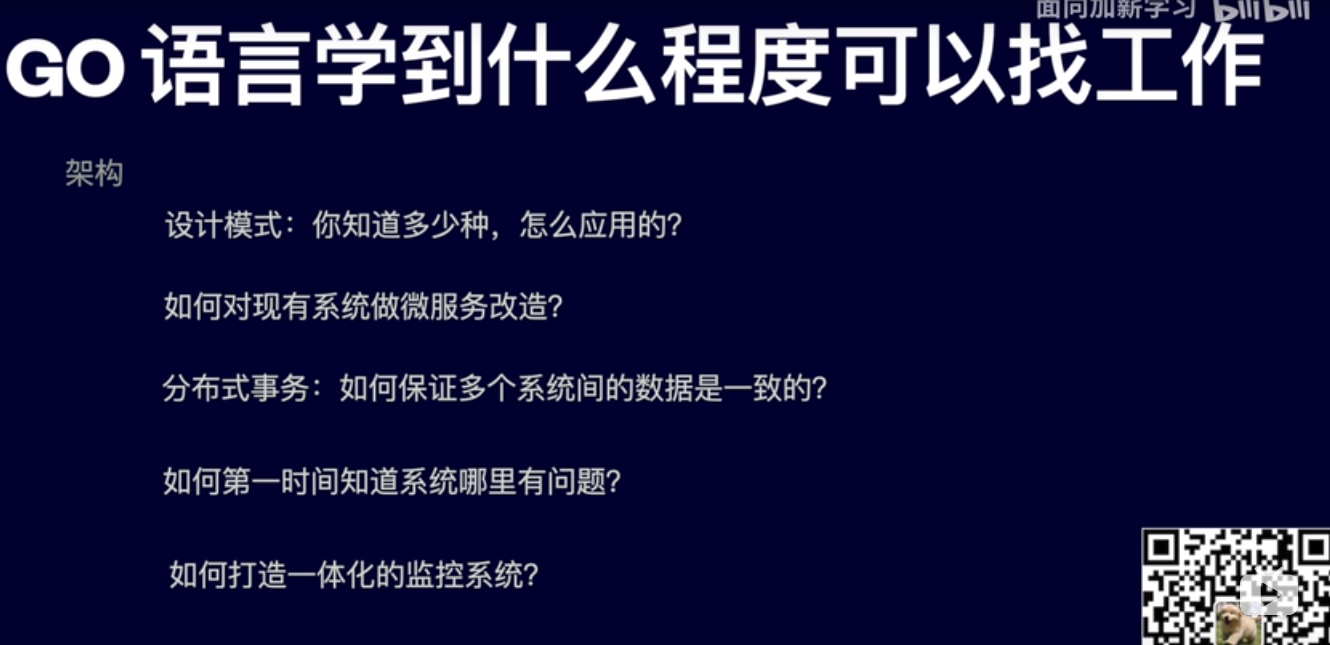 面向加薪学习 bilibili
GO 语言学到什么程度可以找工作
架构
设计模式：你知道多少种，怎么应用的？
如何对现有系统做微服务改造？
分布式事务：如何保证多个系统间的数据是一致的？
如何第一时间知道系统哪里有问题？
如何打造一体化的监控系统？